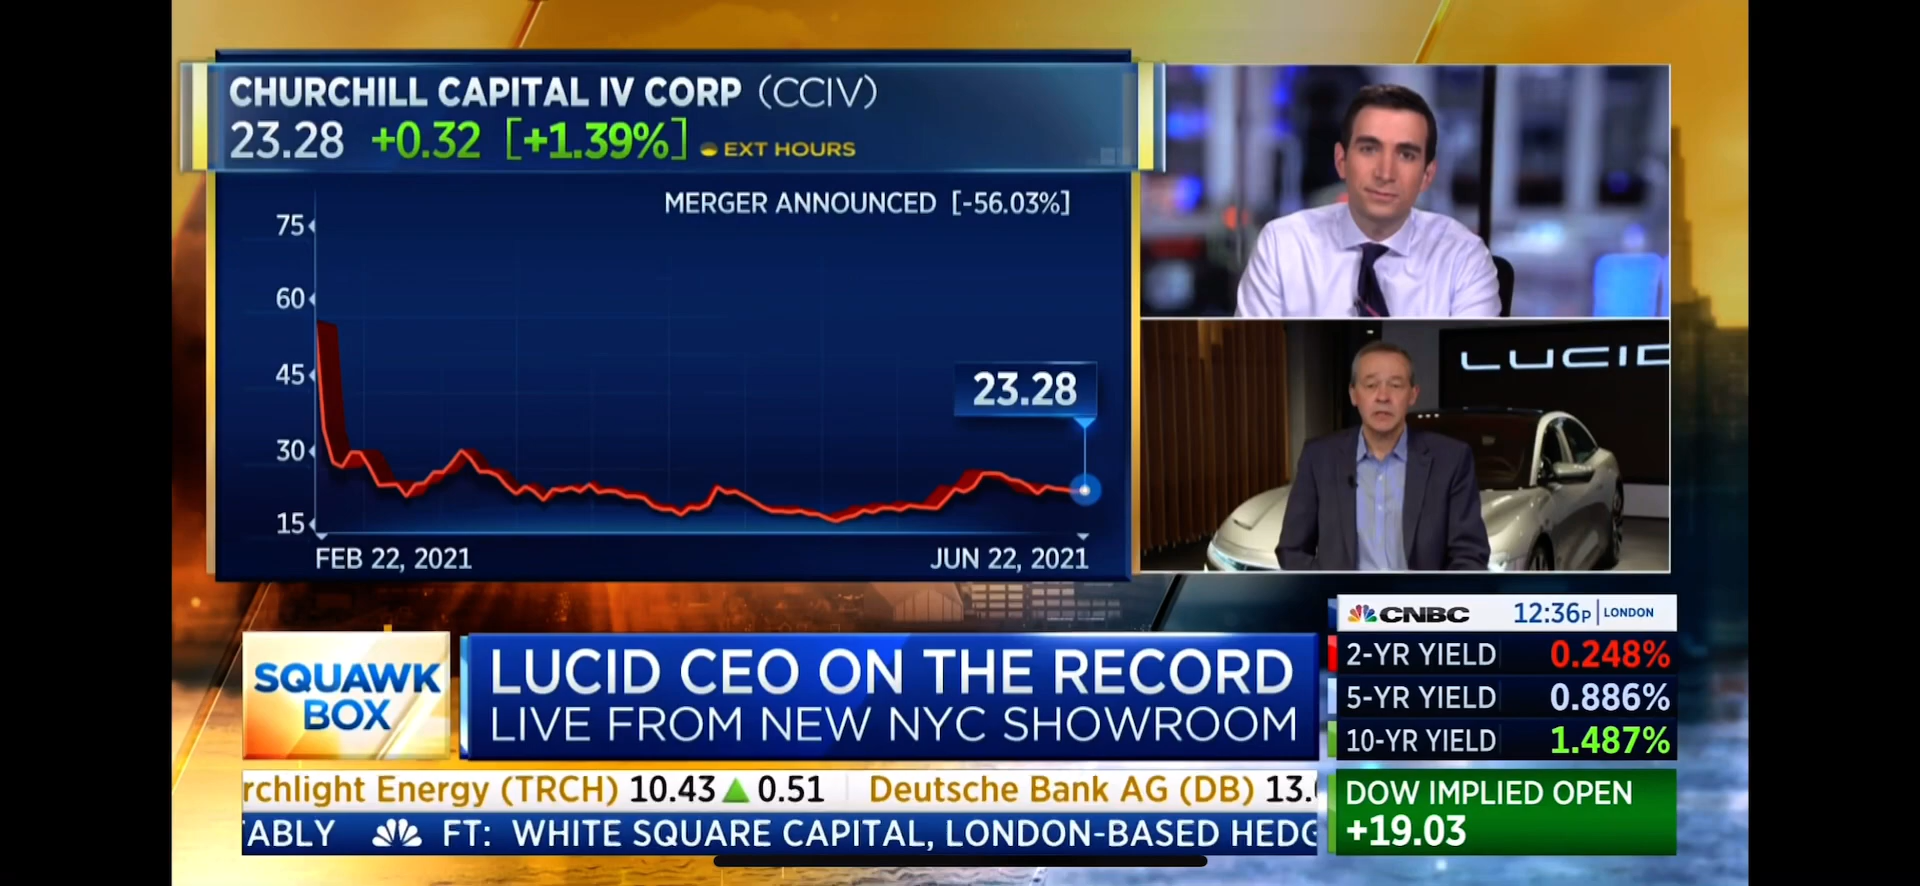 CHURCHILL CAPITAL IV CORP (CCIV)
23.28 +0.32 [+1.39%] EXT HOURS
MERGER ANNOUNCED [-56.03%]
75
60
45
30
15
23.28
FEB 22, 2021 JUN 22, 2021
LUCID
SQUAWK
BOX
LUCID CEO ON THE RECORD
LIVE FROM NEW NYC SHOWROOM
CNBC 12:36P LONDON
2-YR YIELD 0.248%
5-YR YIELD 0.886%
10-YR YIELD 1.487%
DOW IMPLIED OPEN
+19.03
rchlight Energy (TRCH) 10.43 ▲ 0.51 Deutsche Bank AG (DB) 13.
ABLY FT: WHITE SQUARE CAPITAL, LONDON-BASED HEDG